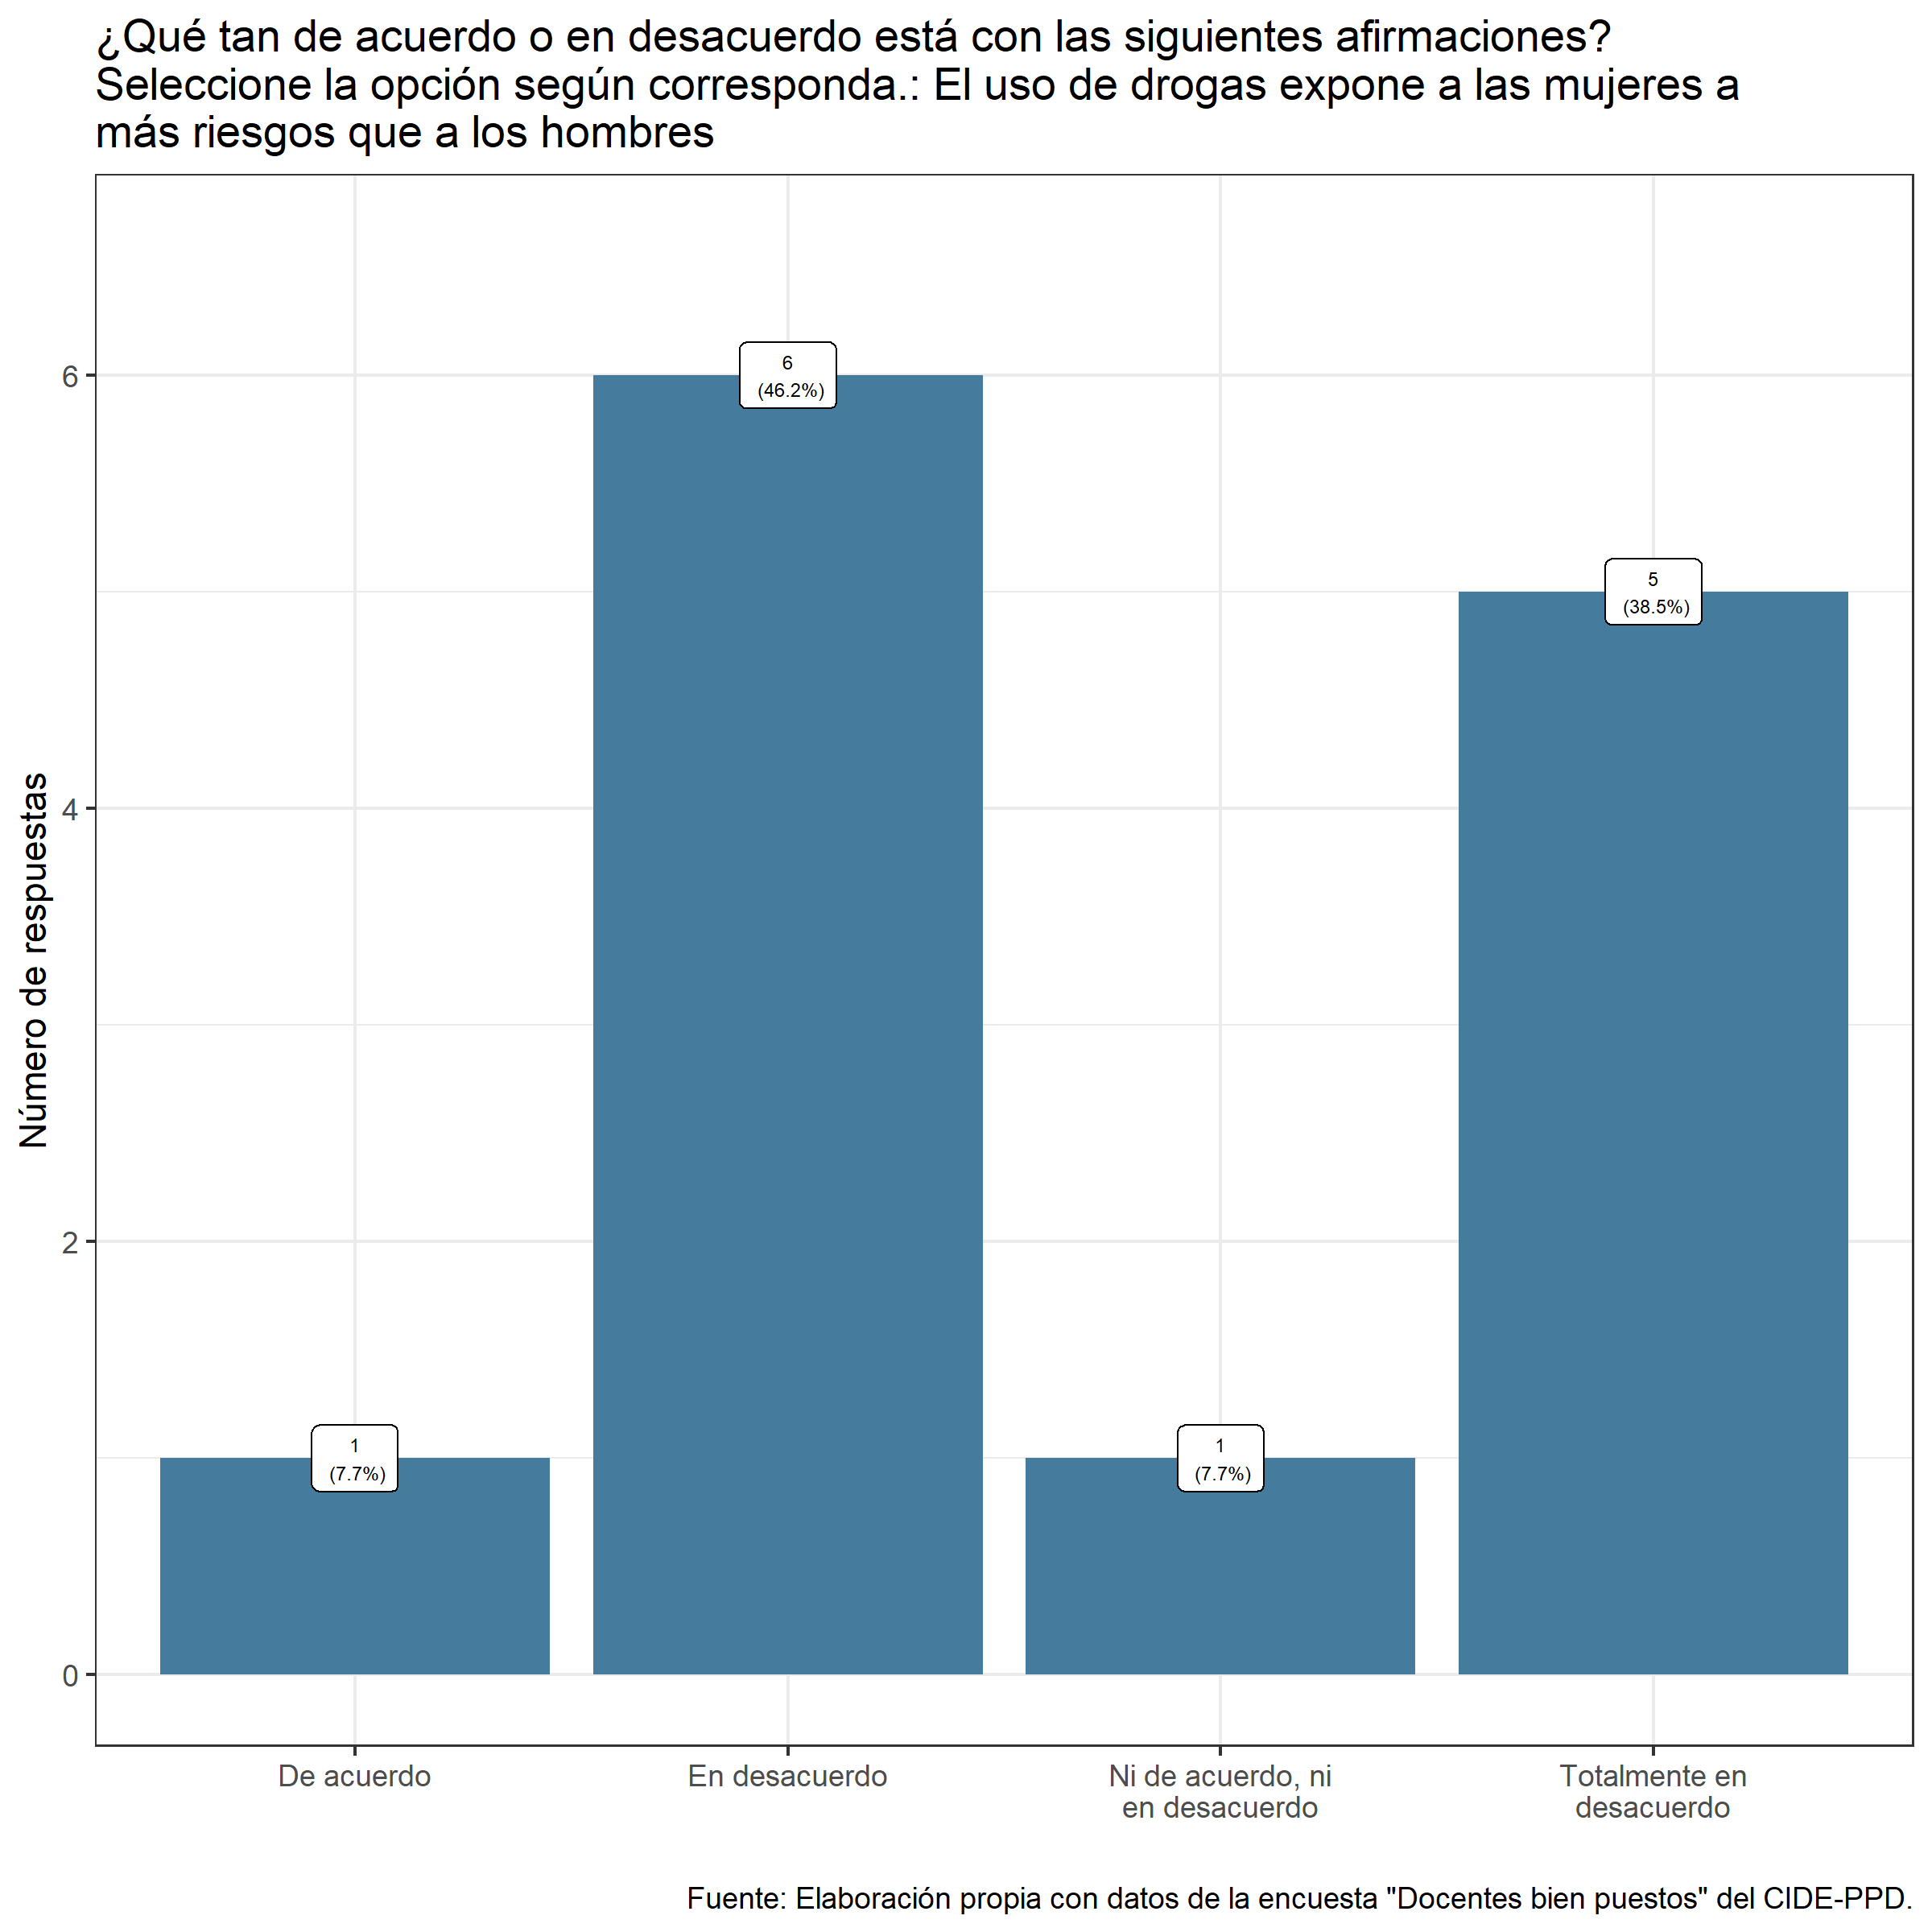 ¿Qué tan de acuerdo o en desacuerdo está con las siguientes afirmaciones?
Seleccione la opción según corresponda.: El uso de drogas expone a las mujeres a
más riesgos que a los hombres
Número de respuestas
6
4
2
0
1
(7.7%)
6
(46.2%)
1
(7.7%)
5
(38.5%)
De acuerdo
En desacuerdo
Ni de acuerdo, ni
en desacuerdo
Totalmente en
desacuerdo
Fuente: Elaboración propia con datos de la encuesta "Docentes bien puestos" del CIDE-PPD.